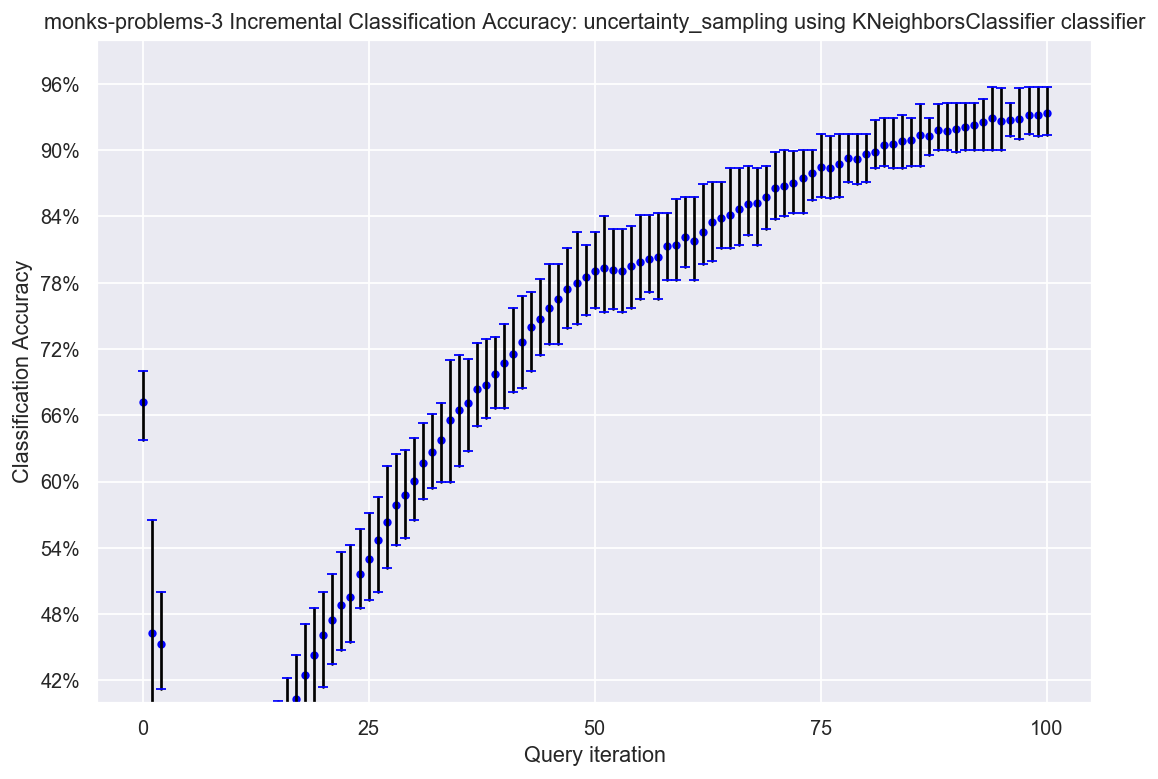 monks-problems-3 Incremental Classification Accuracy: uncertainty_sampling using KNeighborsClassifier classifier
96%
90%
84%
78%
72%
66%
60%
54%
48%
42%
Classification Accuracy
0 25 50 75 100
Query iteration